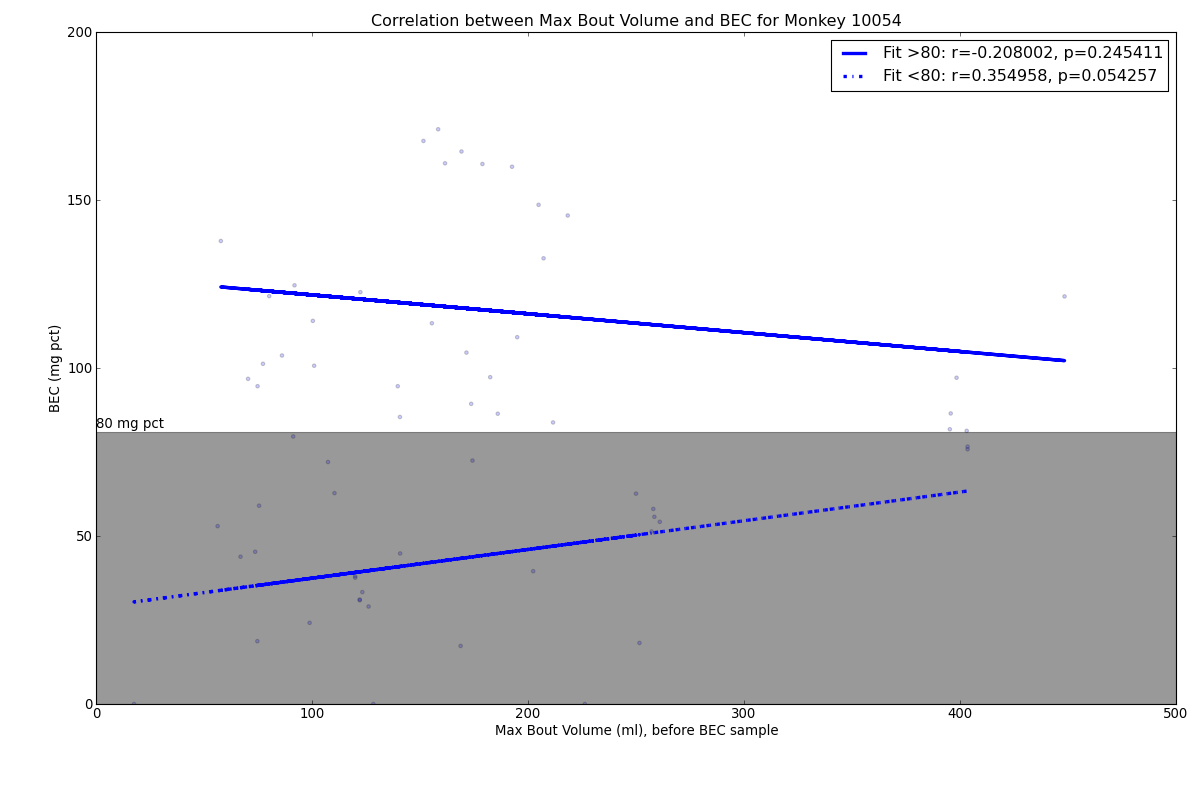 Correlation between Max Bout Volume and BEC for Monkey 10054
Fit >80: r=-0.208002, p=0.245411
Fit <80: r=0.354958, p=0.054257
200
150
100
50
0
BEC (mg pct)
80 mg pct
0 100 200 300 400 500
Max Bout Volume (ml), before BEC sample